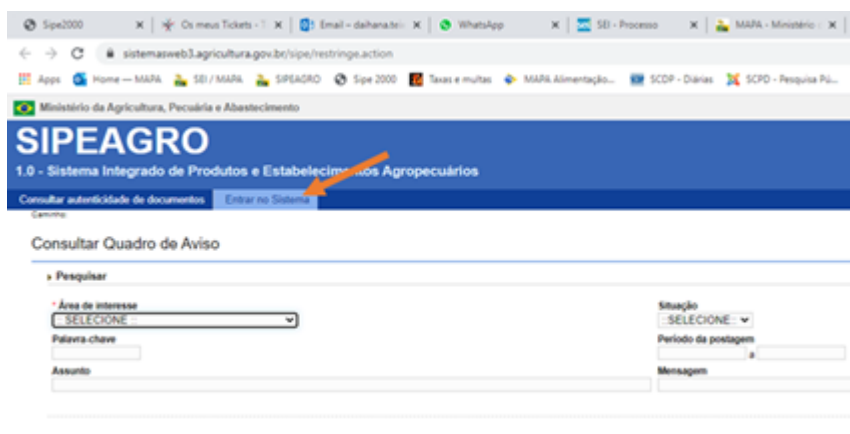 Sipe2000
Os meus Tickets - T
Email – daihana.tei
WhatsApp
SEI - Processo
MAPA - Ministério
sistemasweb3.agricultura.gov.br/sipe/restringe.action
Apps Home — MAPA SEI / MAPA SIPEAGRO Sipe 2000 Taxas e multas MAPA Alimentação... SCDP - Diárias SCPD - Pesquisa Pú...
Ministério da Agricultura, Pecuária e Abastecimento
SIPEAGRO
1.0 - Sistema Integrado de Produtos e Estabelecimentos Agropecuários
Consultar autenticidade de documentos Entrar no Sistema
Caminho:
Consultar Quadro de Aviso
Pesquisar
* Área de interesse Situação
:: SELECIONE :: ::SELECIONE::
Palavra-chave Período da postagem
a
Assunto Mensagem